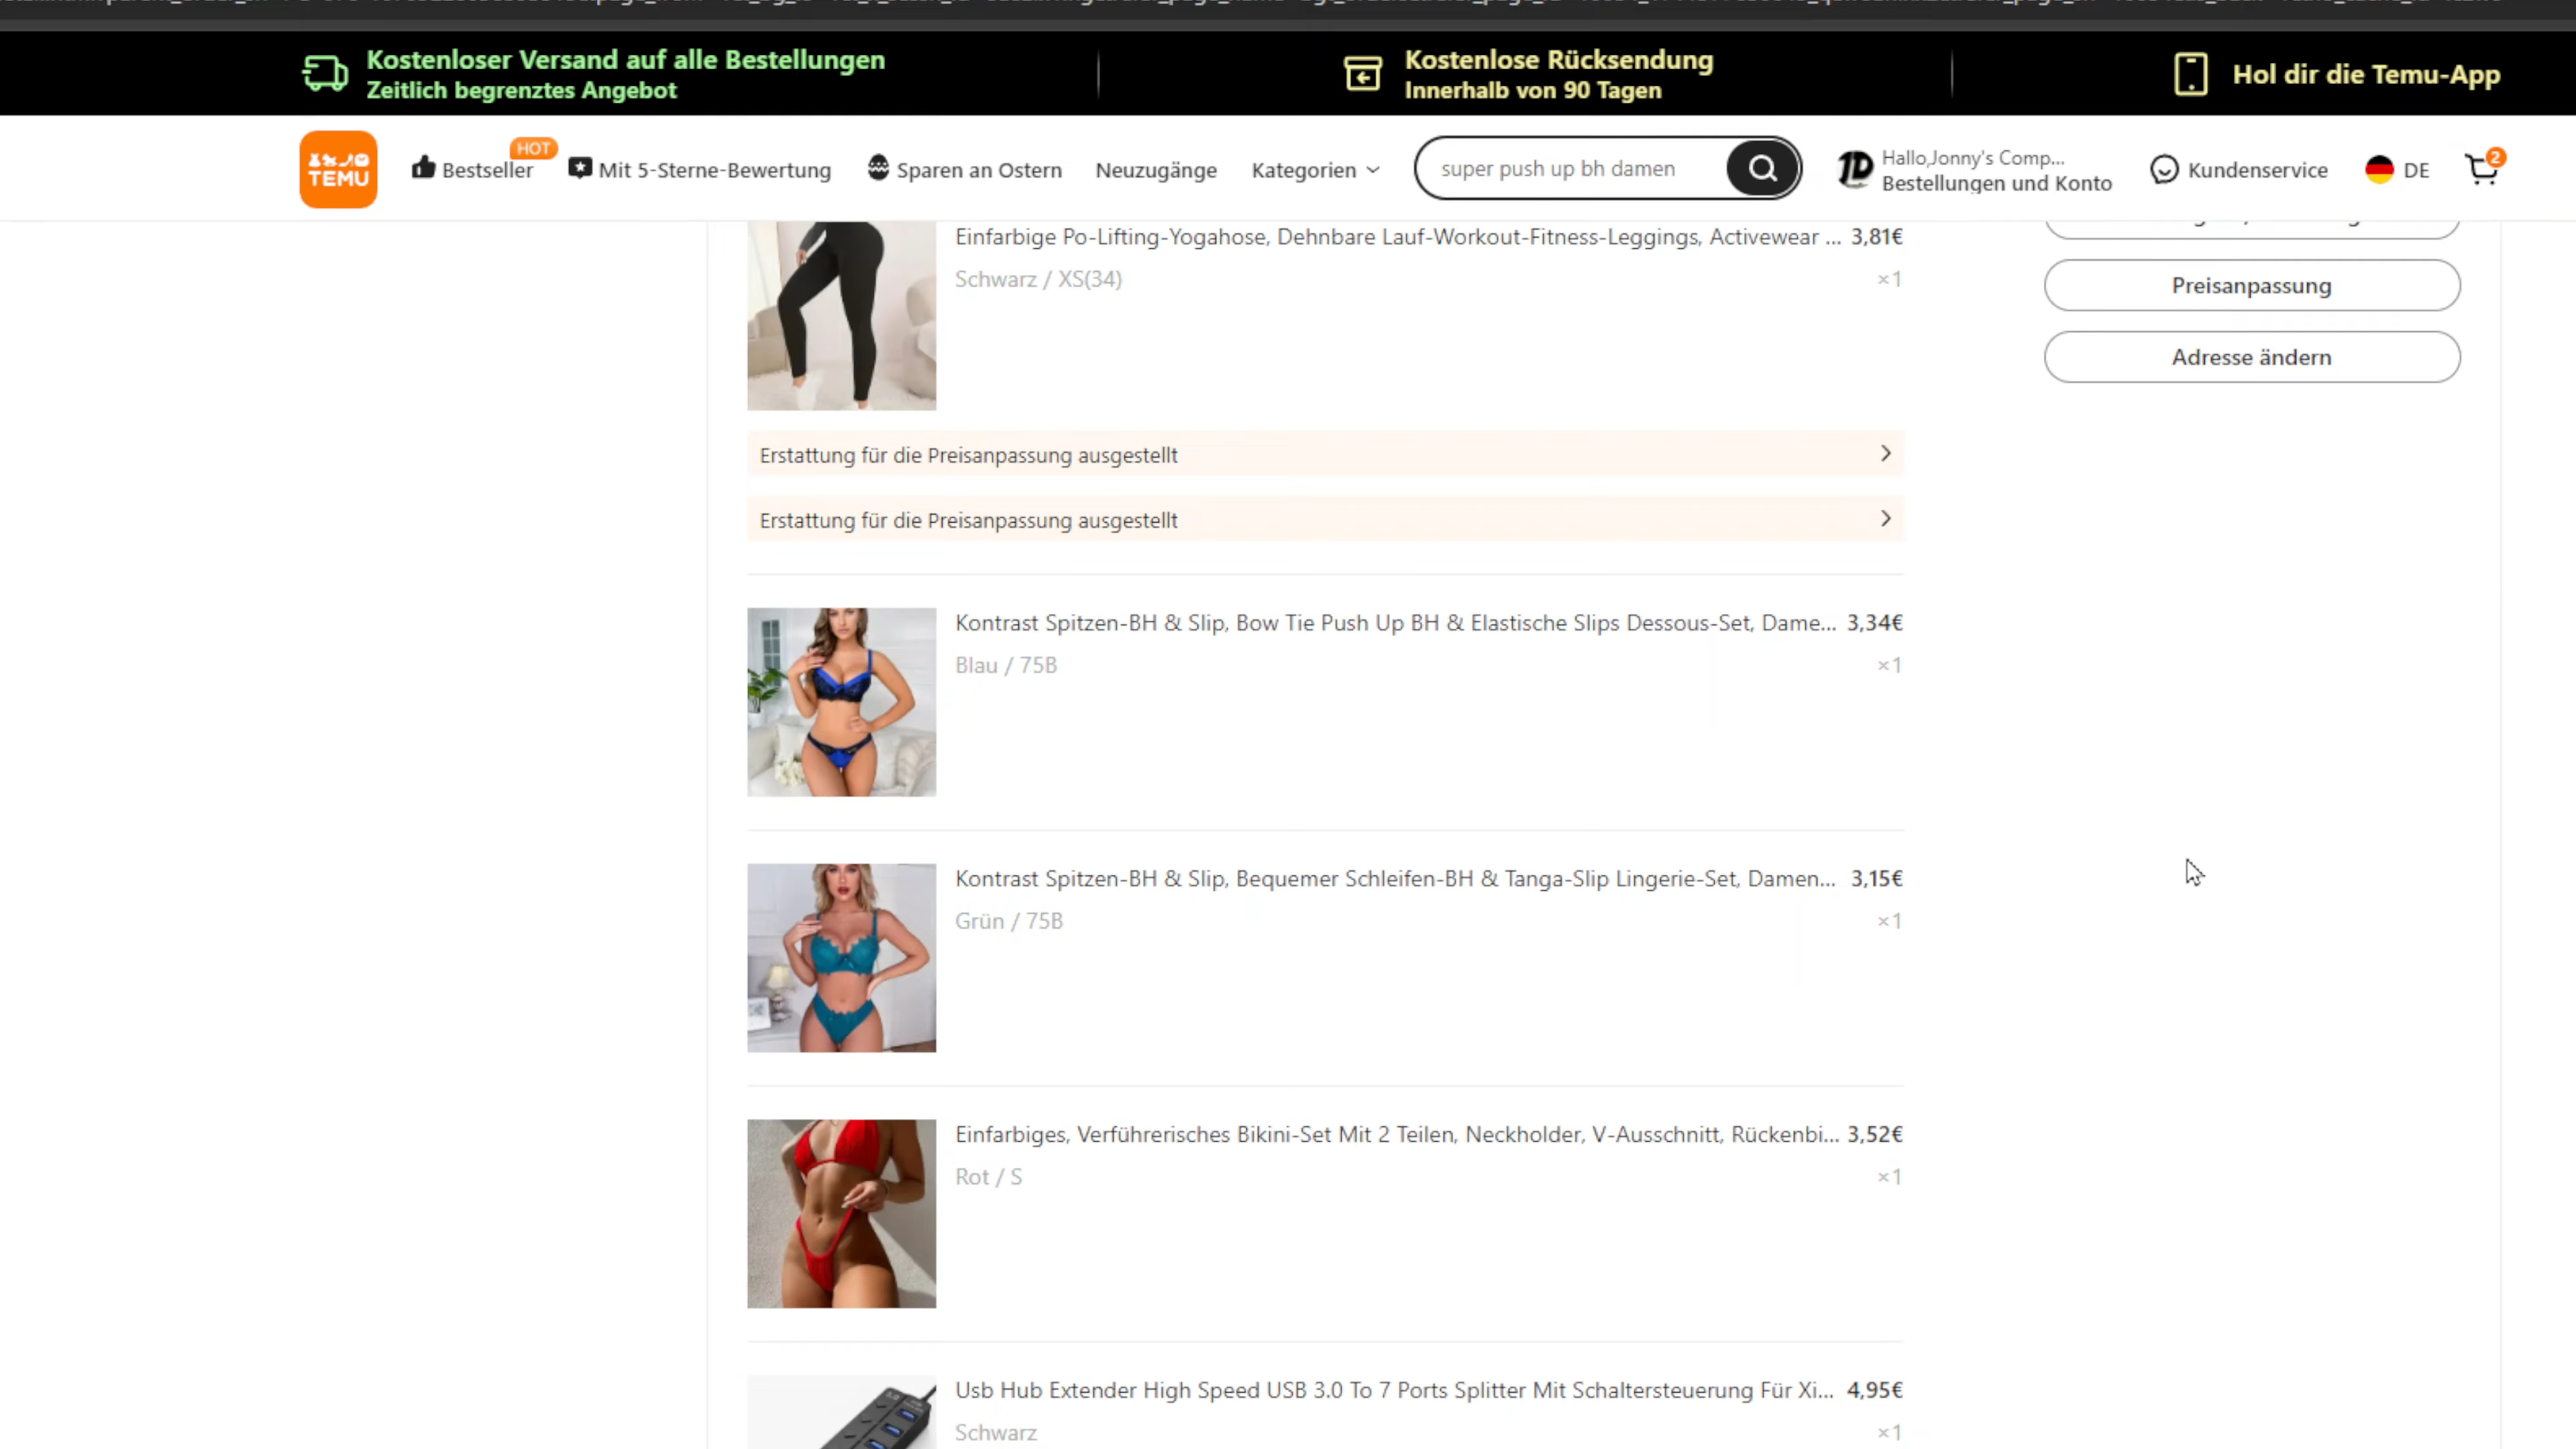 Kostenloser Versand auf alle Bestellungen
Zeitlich begrenztes Angebot
Kostenlose Rücksendung
Innerhalb von 90 Tagen
Hol dir die Temu-App
TEMU
Bestseller
HOT
Mit 5-Sterne-Bewertung
Sparen an Ostern
Neuzugänge
Kategorien
super push up bh damen
Hallo,Jonny's Comp...
Bestellungen und Konto
Kundenservice
DE
2
Einfarbige Po-Lifting-Yogahose, Dehnbare Lauf-Workout-Fitness-Leggings, Activewear ... 3,81€
Schwarz / XS(34) ×1
Preisanpassung
Adresse ändern
Erstattung für die Preisanpassung ausgestellt
Erstattung für die Preisanpassung ausgestellt
Kontrast Spitzen-BH & Slip, Bow Tie Push Up BH & Elastische Slips Dessous-Set, Dame... 3,34€
Blau / 75B ×1
Kontrast Spitzen-BH & Slip, Bequemer Schleifen-BH & Tanga-Slip Lingerie-Set, Damen... 3,15€
Grün / 75B ×1
Einfarbiges, Verführerisches Bikini-Set Mit 2 Teilen, Neckholder, V-Ausschnitt, Rückenbi... 3,52€
Rot / S ×1
Usb Hub Extender High Speed USB 3.0 To 7 Ports Splitter Mit Schaltersteuerung Für Xi... 4,95€
Schwarz ×1